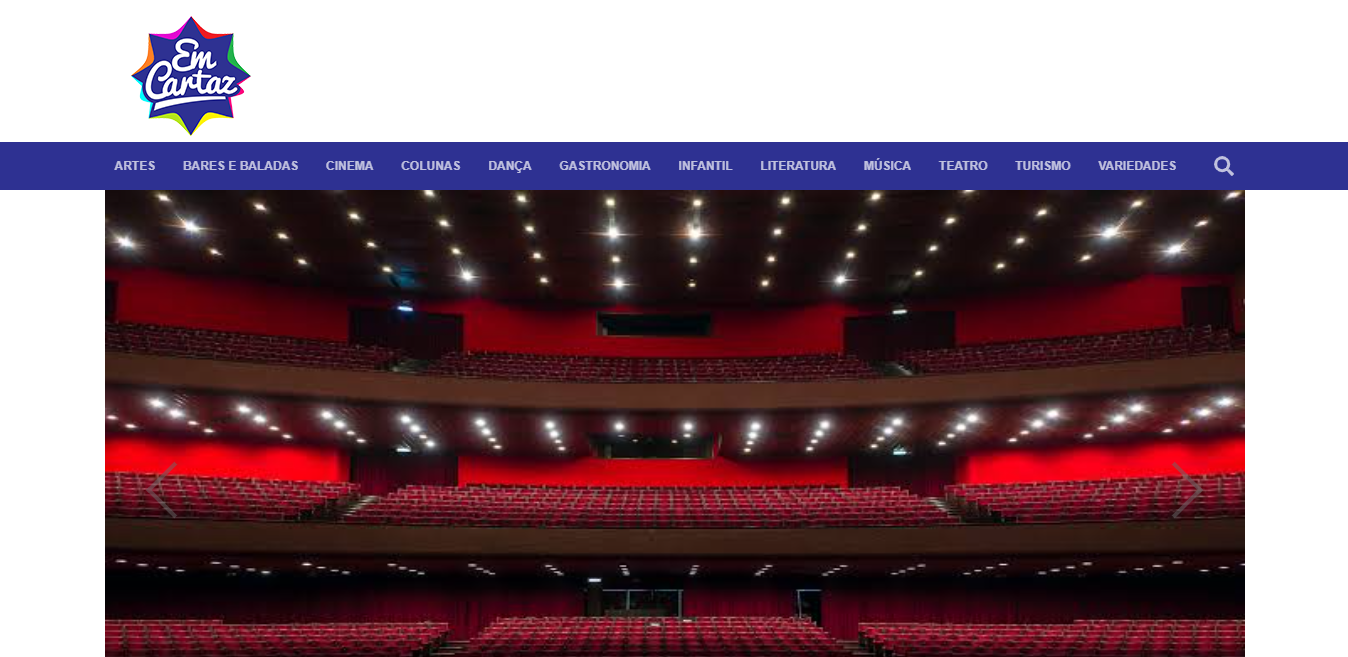 Em
Cartaz
ARTES BARES E BALADAS CINEMA COLUNAS DANÇA GASTRONOMIA INFANTIL LITERATURA MÚSICA TEATRO TURISMO VARIEDADES